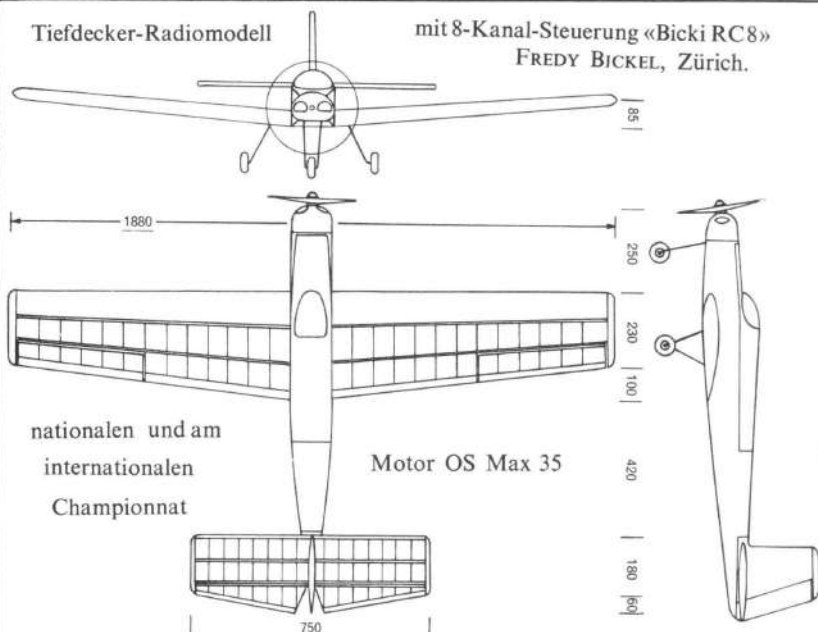 Tiefdecker-Radiomodell
mit 8-Kanal-Steuerung «Bicki RC8»
FREDY BICKEL, Zürich.
85
1880
250
230
100
420
180
60
nationalen und am
internationalen
Championnat
Motor OS Max 35
750